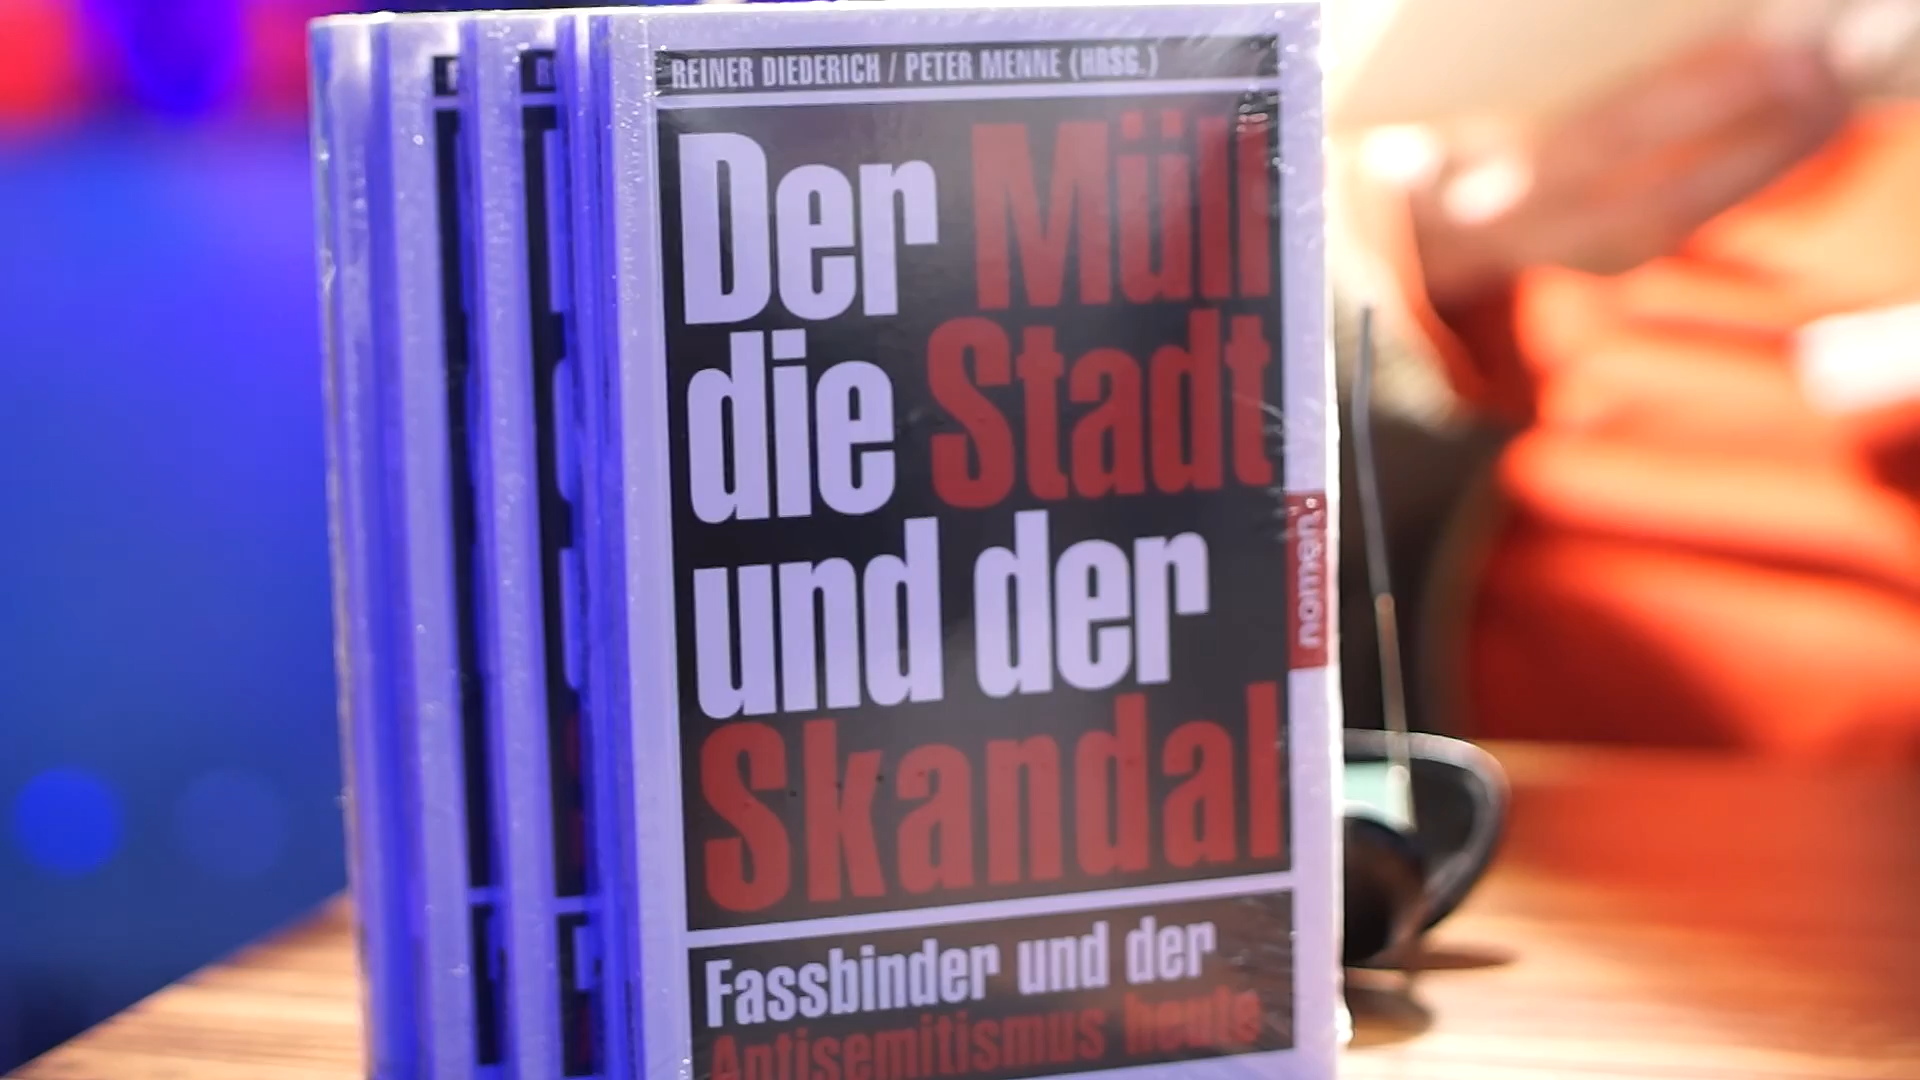 REINER DIEDERICH / PETER MENNE (HRSG.)
Der Müll
die Stadt
und der
Skandal
nomen.
Fassbinder und der
Antisemitismus heute